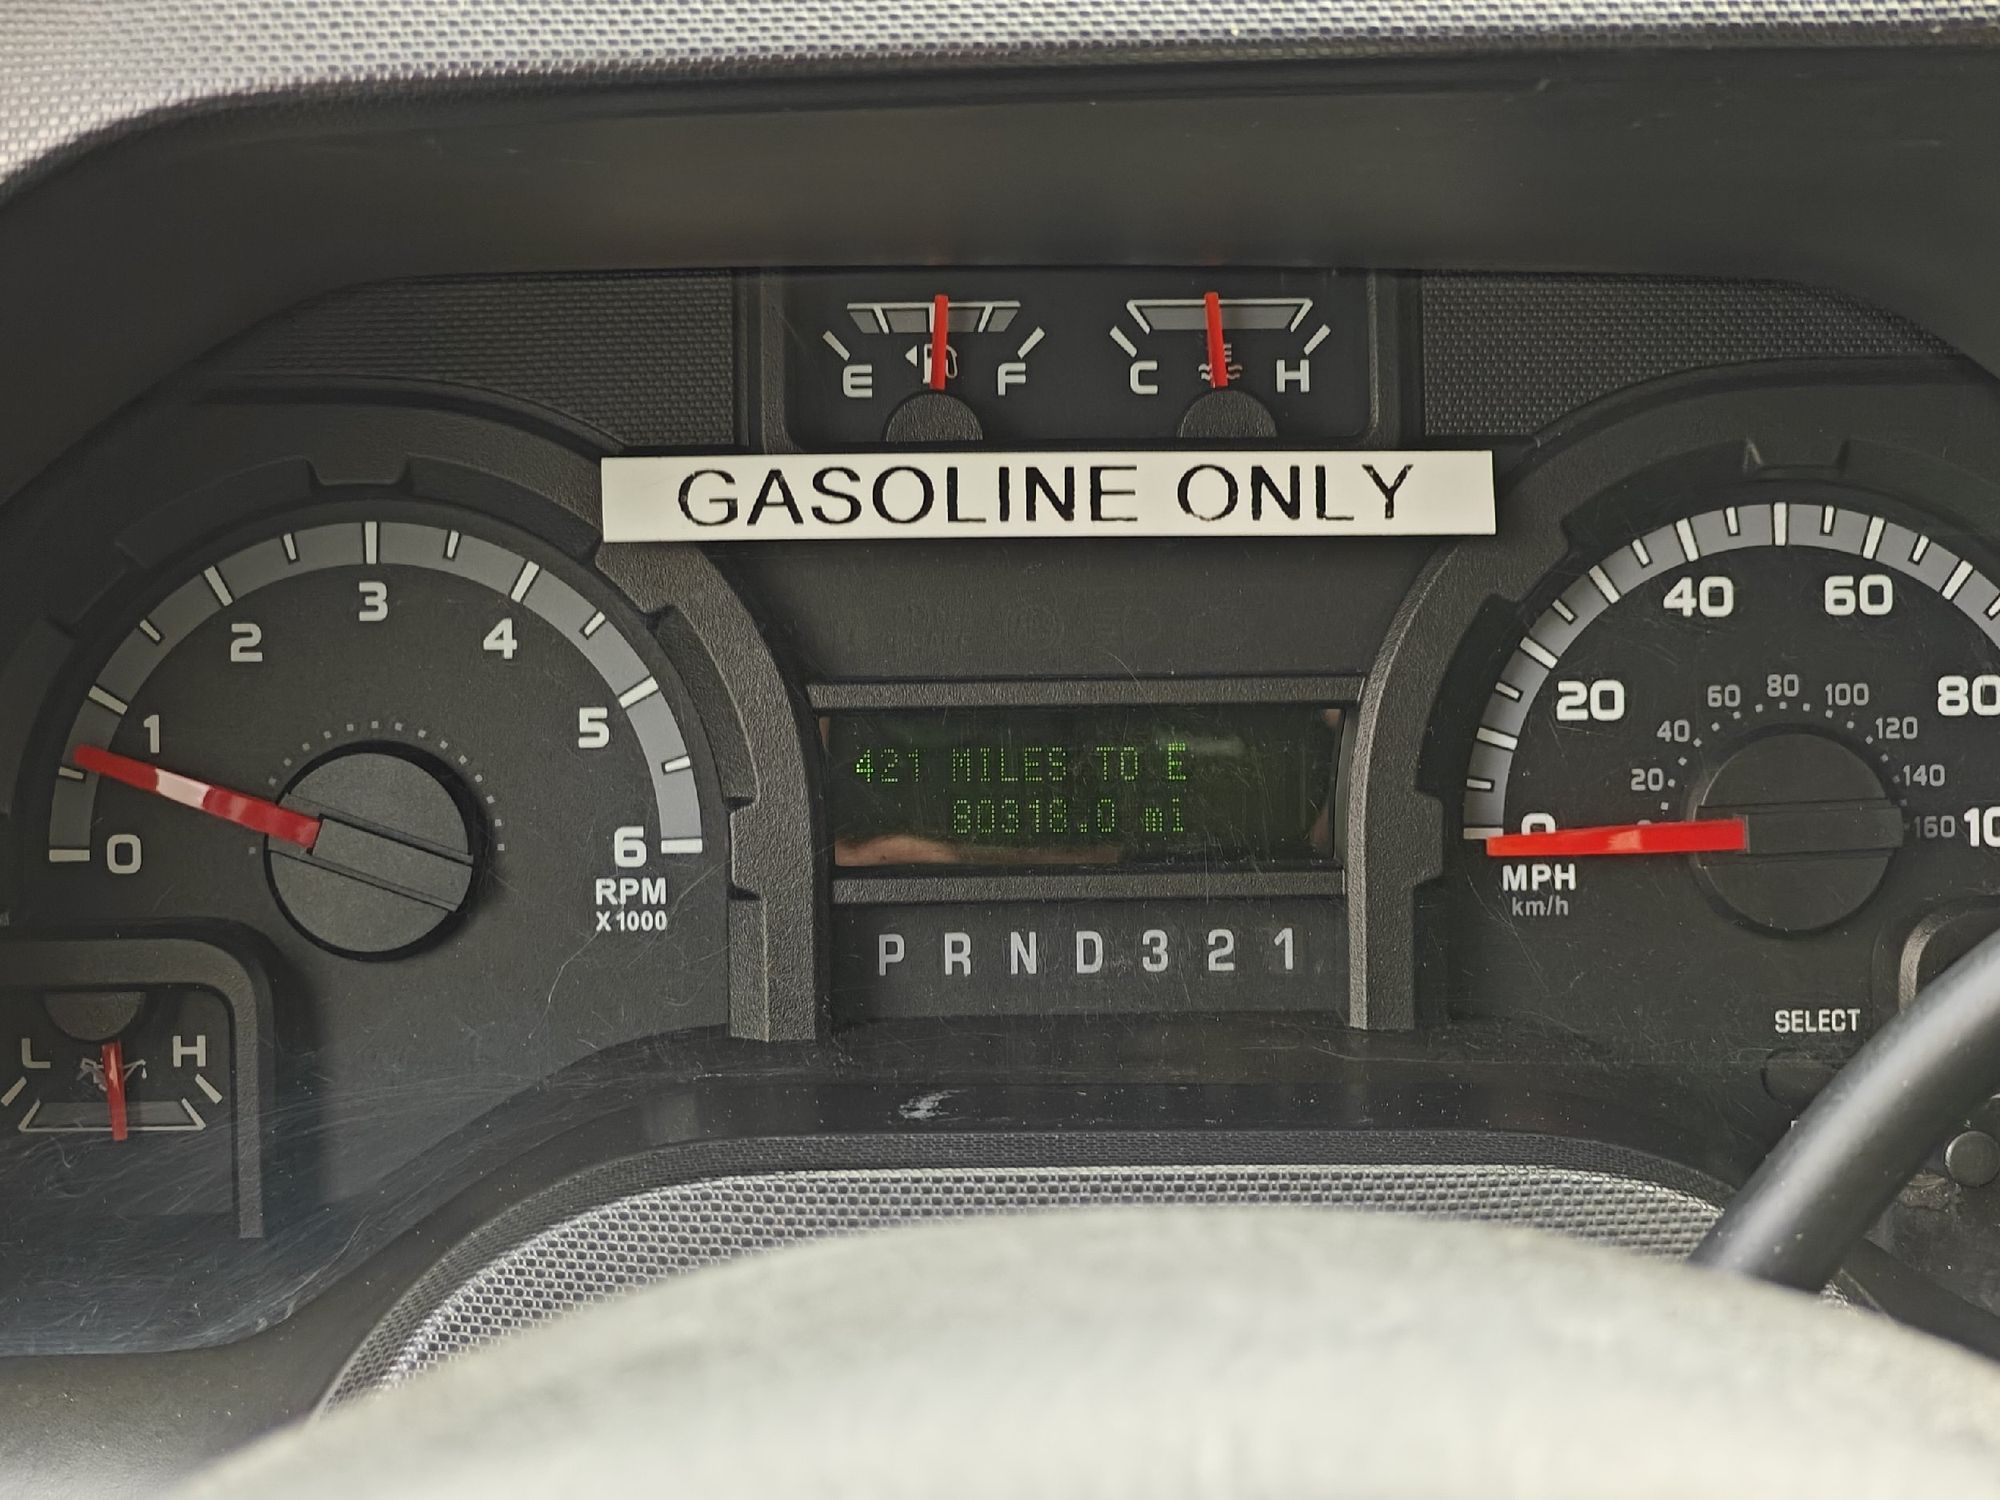 E F C H
GASOLINE ONLY
0 1 2 3 4 5 6
RPM
X1000
421 MILES TO E
80318.0 mi
P R N D 3 2 1
0 20 40 60 80
20 40 60 80 100 120 140 160
MPH
km/h
L H
SELECT